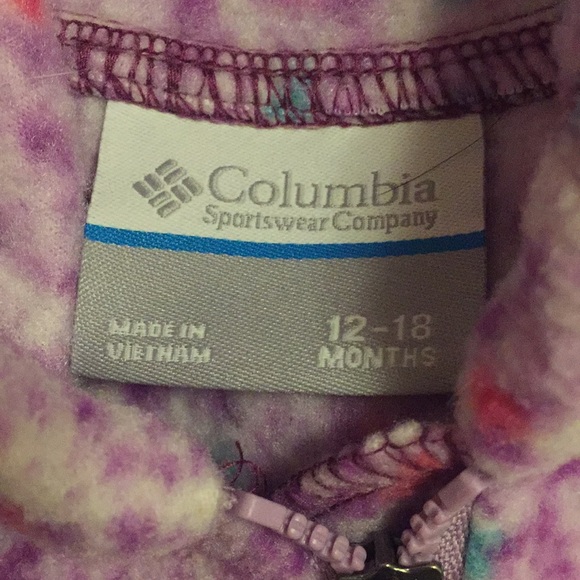 Columbia
Sportswear Company
MADE IN
VIETNAM
12-18
MONTHS